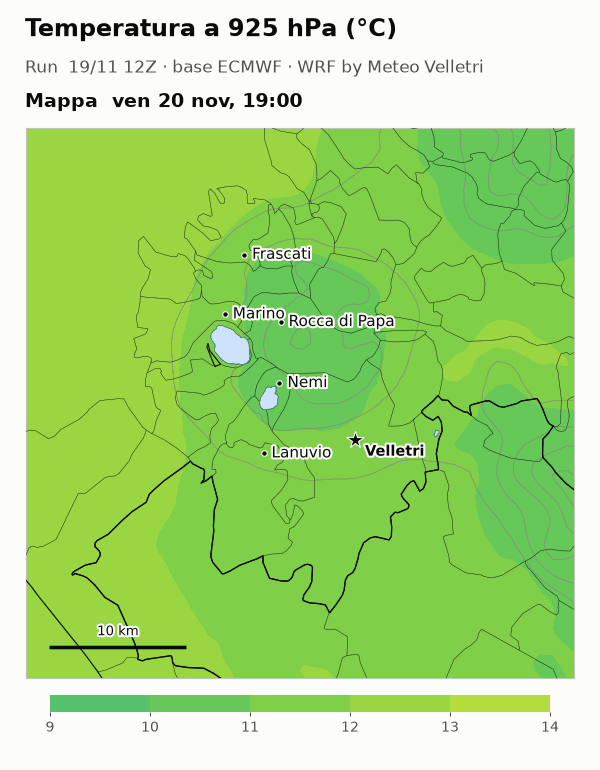 Temperatura a 925 hPa (°C)
Run  19/11 12Z · base ECMWF · WRF by Meteo Velletri
Mappa  ven 20 nov, 19:00
Frascati
Marino
Rocca di Papa
Nemi
Velletri
Lanuvio
10 km
9 10 11 12 13 14